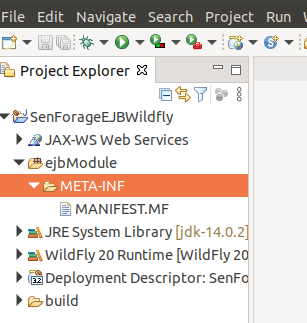 File Edit Navigate Search Project Run
Project Explorer
SenForageEJBWildfly
JAX-WS Web Services
ejbModule
META-INF
MANIFEST.MF
JRE System Library [jdk-14.0.2]
WildFly 20 Runtime [WildFly 20
Deployment Descriptor: SenFo
build